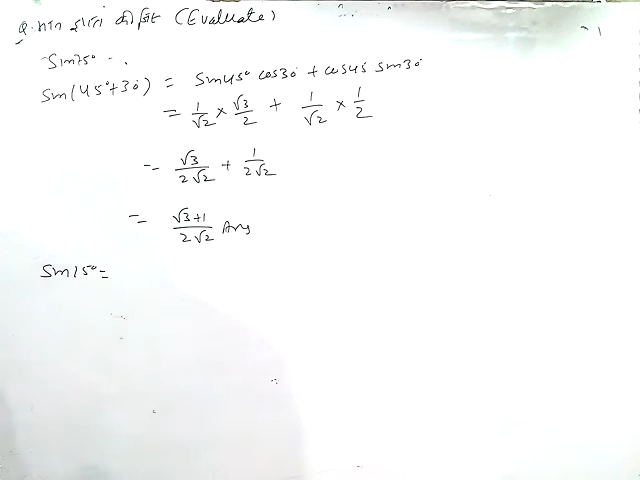 Q. मान ज्ञात कीजिए (Evaluate)
Sin75°
Sin(45°+30°) = Sin45° cos30° + cos45 sin30°
= 1/√2 × √3/2 + 1/√2 × 1/2
= √3/2√2 + 1/2√2
= √3+1/2√2 Ans
Sin15° =